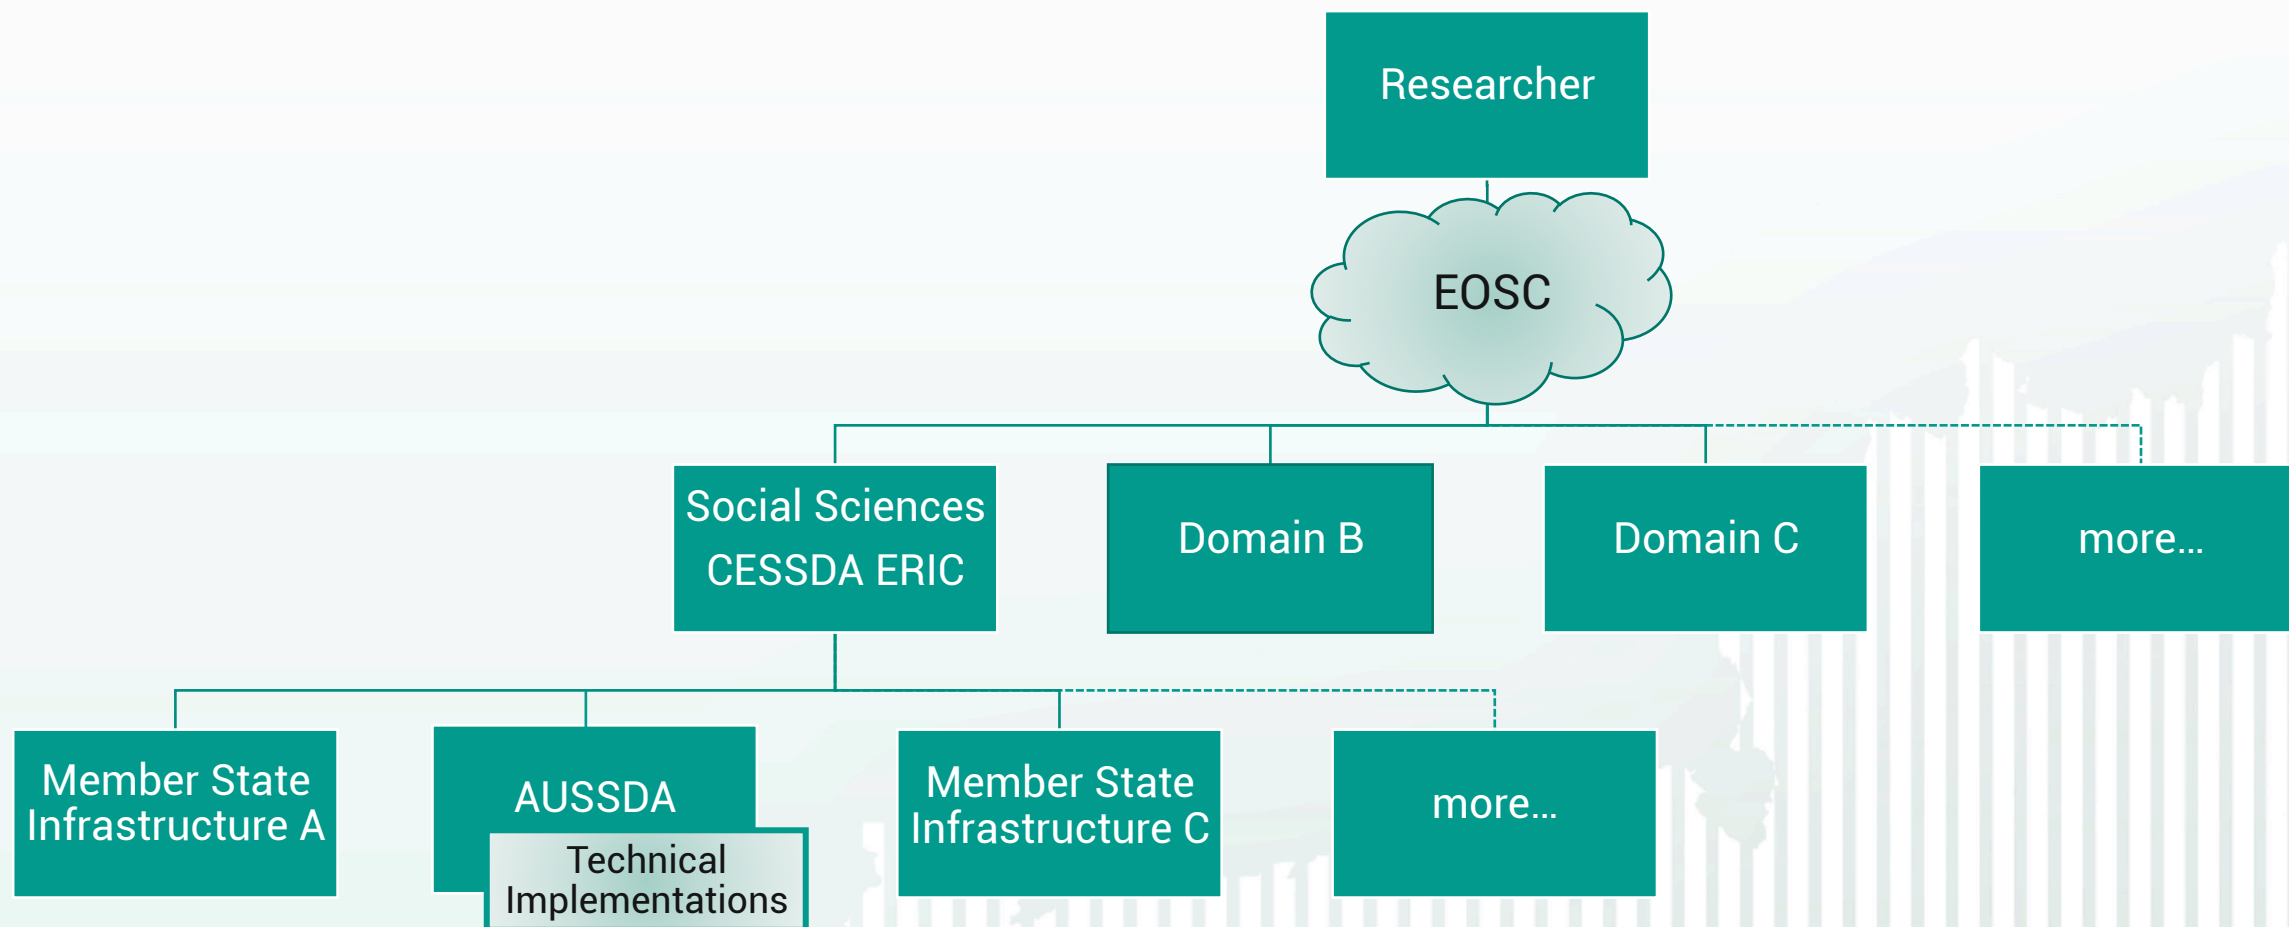 Researcher
EOSC
Social Sciences
CESSDA ERIC
Domain B
Domain C
more...
Member State
Infrastructure A
AUSSDA
Technical
Implementations
Member State
Infrastructure C
more...